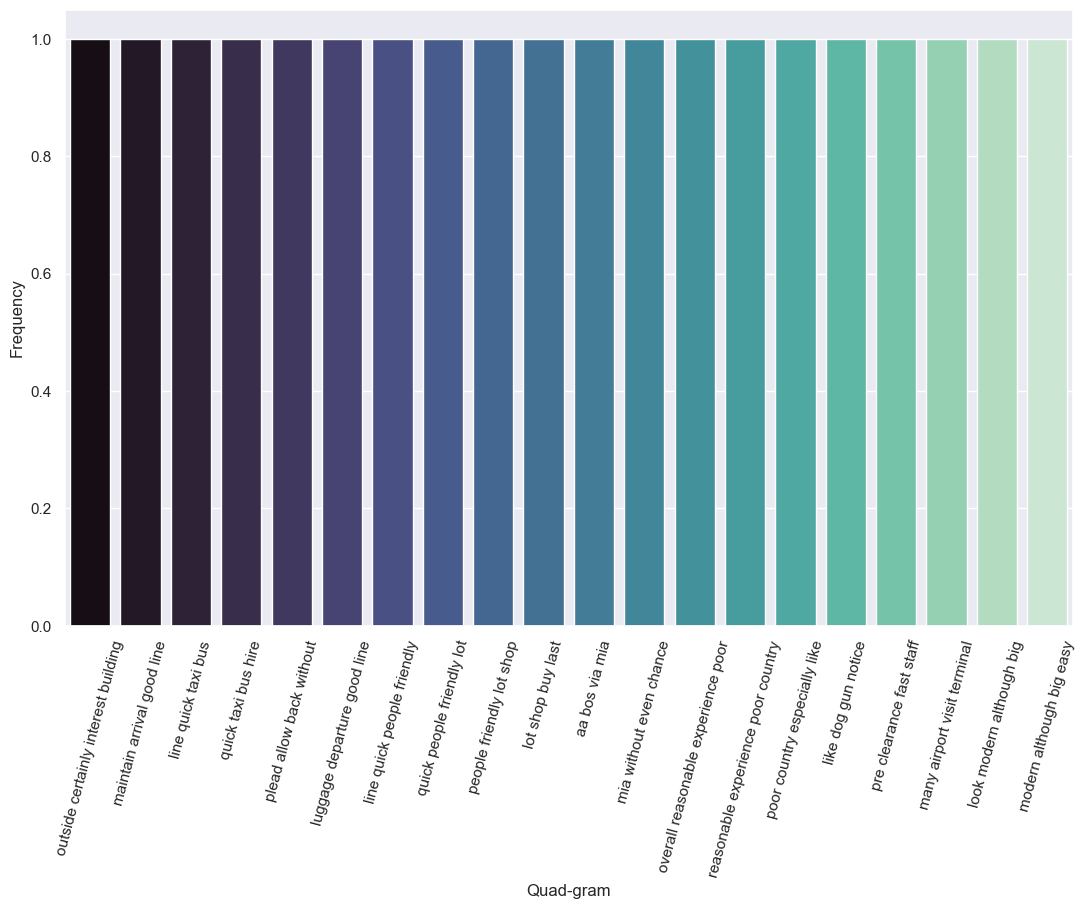 1.0
0.8
0.6
0.4
0.2
0.0
Frequency
outside certainly interest building
maintain arrival good line
line quick taxi bus
quick taxi bus hire
plead allow back without
luggage departure good line
line quick people friendly
quick people friendly lot
people friendly lot shop
lot shop buy last
aa bos via mia
mia without even chance
overall reasonable experience poor
reasonable experience poor country
poor country especially like
like dog gun notice
pre clearance fast staff
many airport visit terminal
look modern although big
modern although big easy
Quad-gram